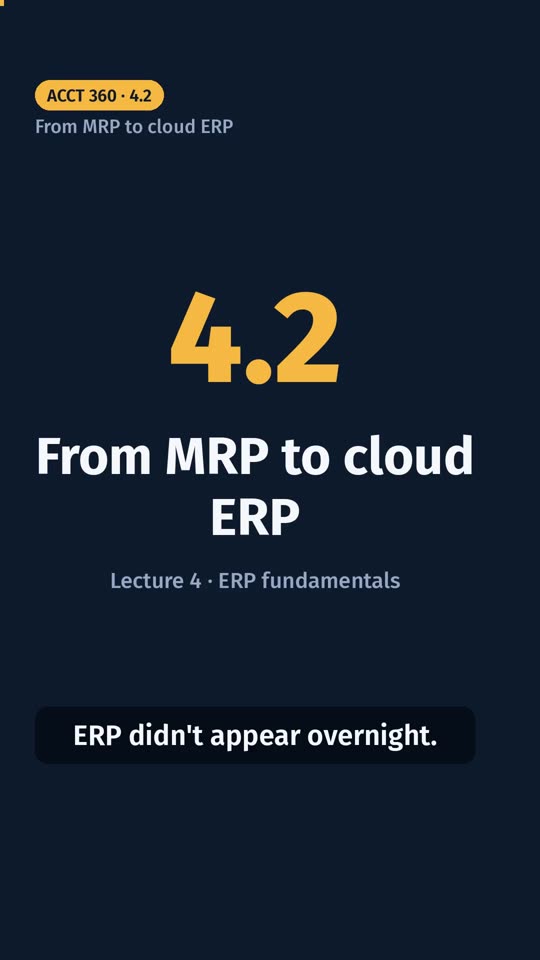 ACCT 360 · 4.2
From MRP to cloud ERP
4.2
From MRP to cloud
ERP
Lecture 4 · ERP fundamentals
ERP didn't appear overnight.